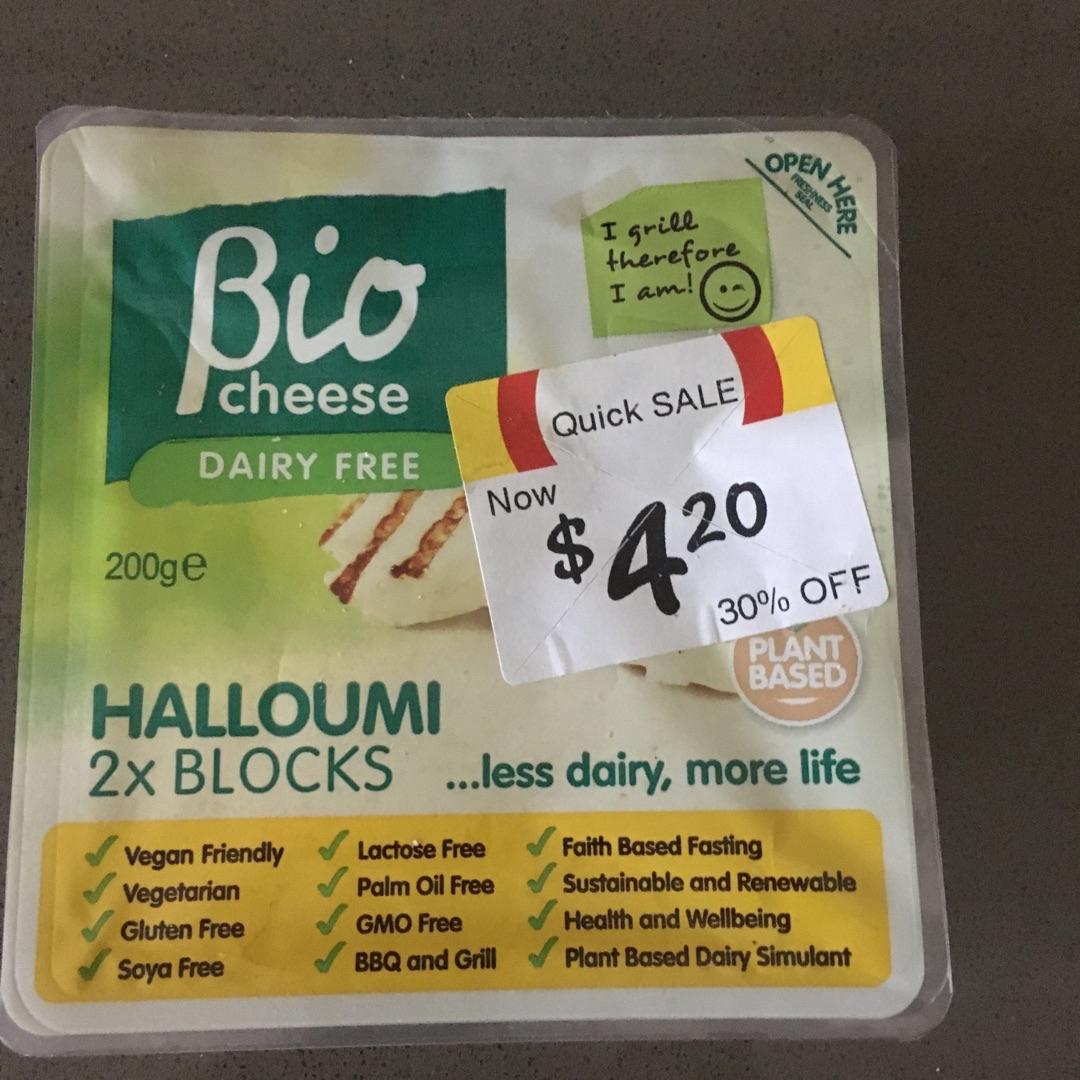 OPEN HERE
FRESHNESS
SEAL
I grill
therefore
I am!
Bio
cheese
DAIRY FREE
Quick SALE
Now
$4.20
30% OFF
200g℮
PLANT
BASED
HALLOUMI
2x BLOCKS
...less dairy, more life
Vegan Friendly
Vegetarian
Gluten Free
Soya Free
Lactose Free
Palm Oil Free
GMO Free
BBQ and Grill
Faith Based Fasting
Sustainable and Renewable
Health and Wellbeing
Plant Based Dairy Simulant